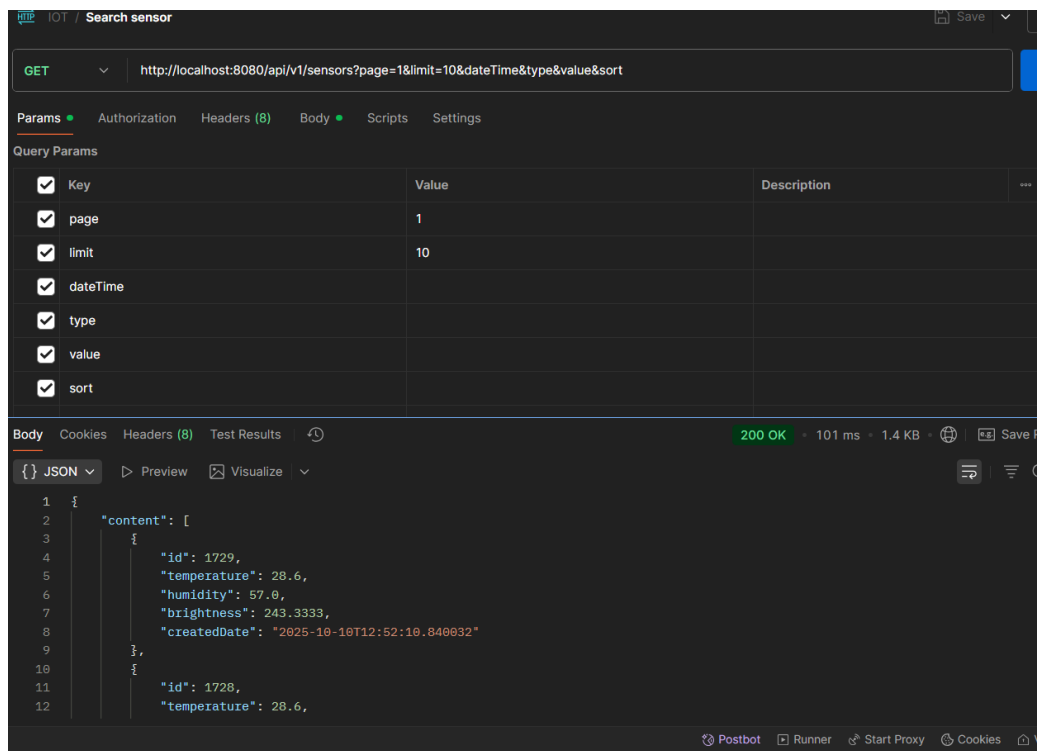 HTTP IOT / Search sensor Save
GET http://localhost:8080/api/v1/sensors?page=1&limit=10&dateTime&type&value&sort
Params Authorization Headers (8) Body Scripts Settings
Query Params
Key Value Description
page 1
limit 10
dateTime
type
value
sort
Body Cookies Headers (8) Test Results 200 OK 101 ms 1.4 KB e.g. Save
{} JSON Preview Visualize
1 {
2 "content": [
3 {
4 "id": 1729,
5 "temperature": 28.6,
6 "humidity": 57.0,
7 "brightness": 243.3333,
8 "createdDate": "2025-10-10T12:52:10.840032"
9 },
10 {
11 "id": 1728,
12 "temperature": 28.6,
Postbot Runner Start Proxy Cookies